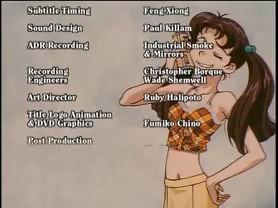 Subtitle Timing Feng Xiong
Sound Design Paul Killam
ADR Recording Industrial Smoke
& Mirrors
Recording Christopher Borque
Engineers Wade Shemwell
Art Director Ruby Halipoto
Title Logo Animation
& DVD Graphics Fumiko Chino
Post Production